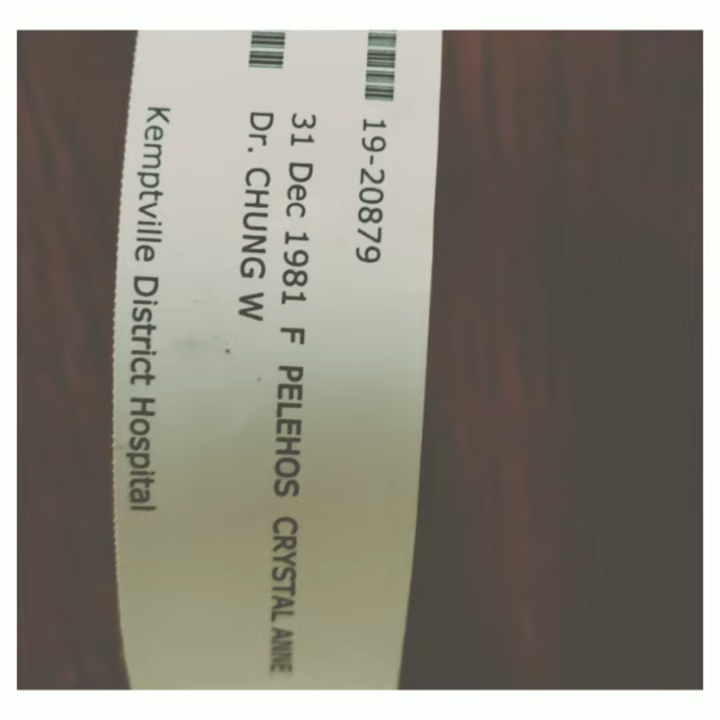 19-20879
31 Dec 1981 F PELEHOS CRYSTAL ANNE
Dr. CHUNG W
Kemptville District Hospital